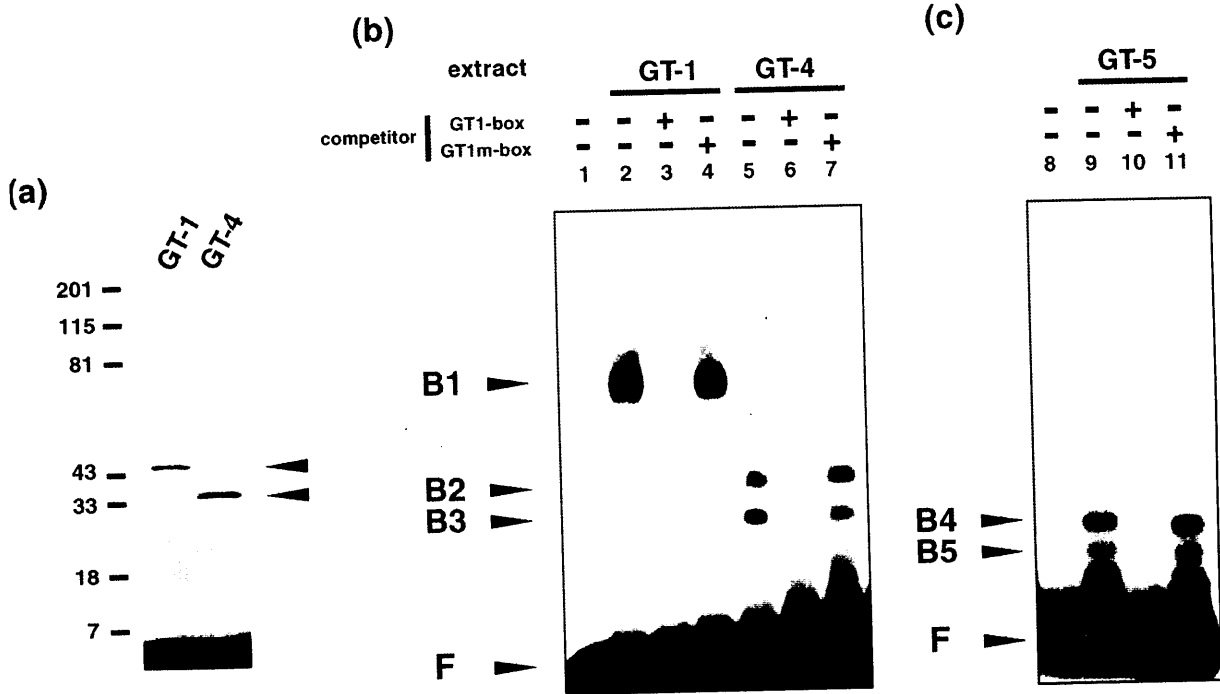 (a)
GT-1 GT-4
201
115
81
43
33
18
7
(b)
extract GT-1 GT-4
competitor
GT1-box - - + - - + -
GT1m-box - - - + - - +
1 2 3 4 5 6 7
B1
B2
B3
F
(c)
GT-5
- - + -
- - - +
8 9 10 11
B4
B5
F